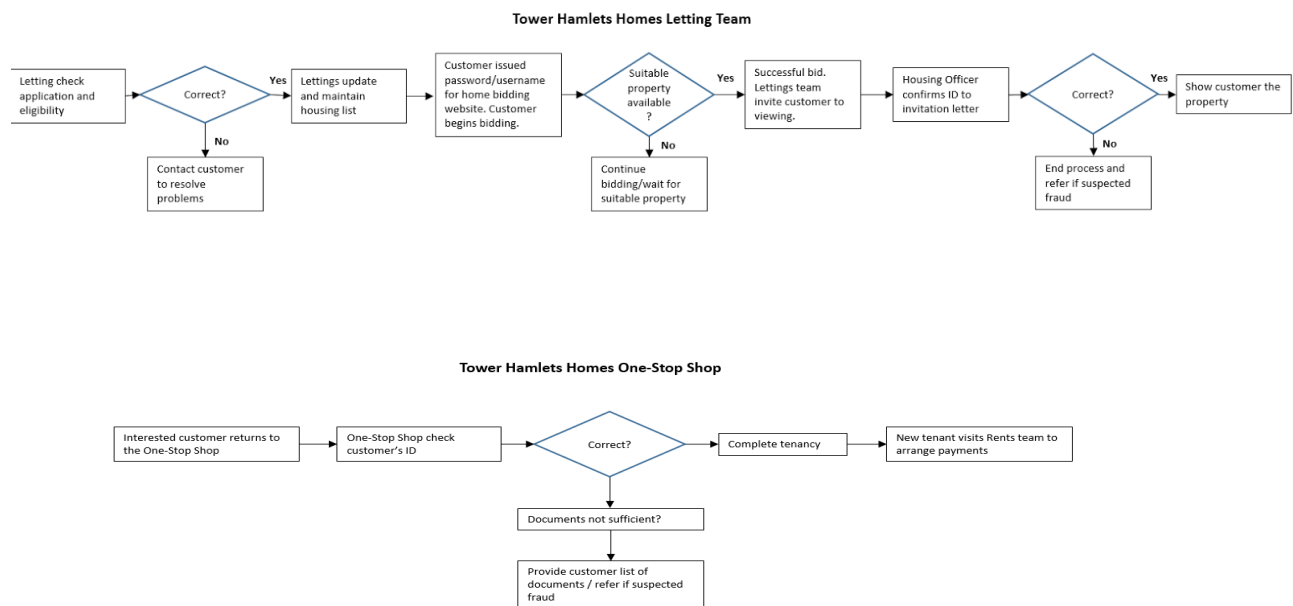 Tower Hamlets Homes Letting Team
Letting check
application and
eligibility
Correct?
Yes
No
Contact customer
to resolve
problems
Lettings update
and maintain
housing list
Customer issued
password/username
for home bidding
website. Customer
begins bidding.
Suitable
property
available
?
Yes
No
Continue
bidding/wait for
suitable property
Successful bid.
Lettings team
invite customer to
viewing.
Housing Officer
confirms ID to
invitation letter
Correct?
Yes
No
End process and
refer if suspected
fraud
Show customer the
property
Tower Hamlets Homes One-Stop Shop
Interested customer returns to
the One-Stop Shop
One-Stop Shop check
customer's ID
Correct?
Complete tenancy
New tenant visits Rents team to
arrange payments
Documents not sufficient?
Provide customer list of
documents / refer if suspected
fraud